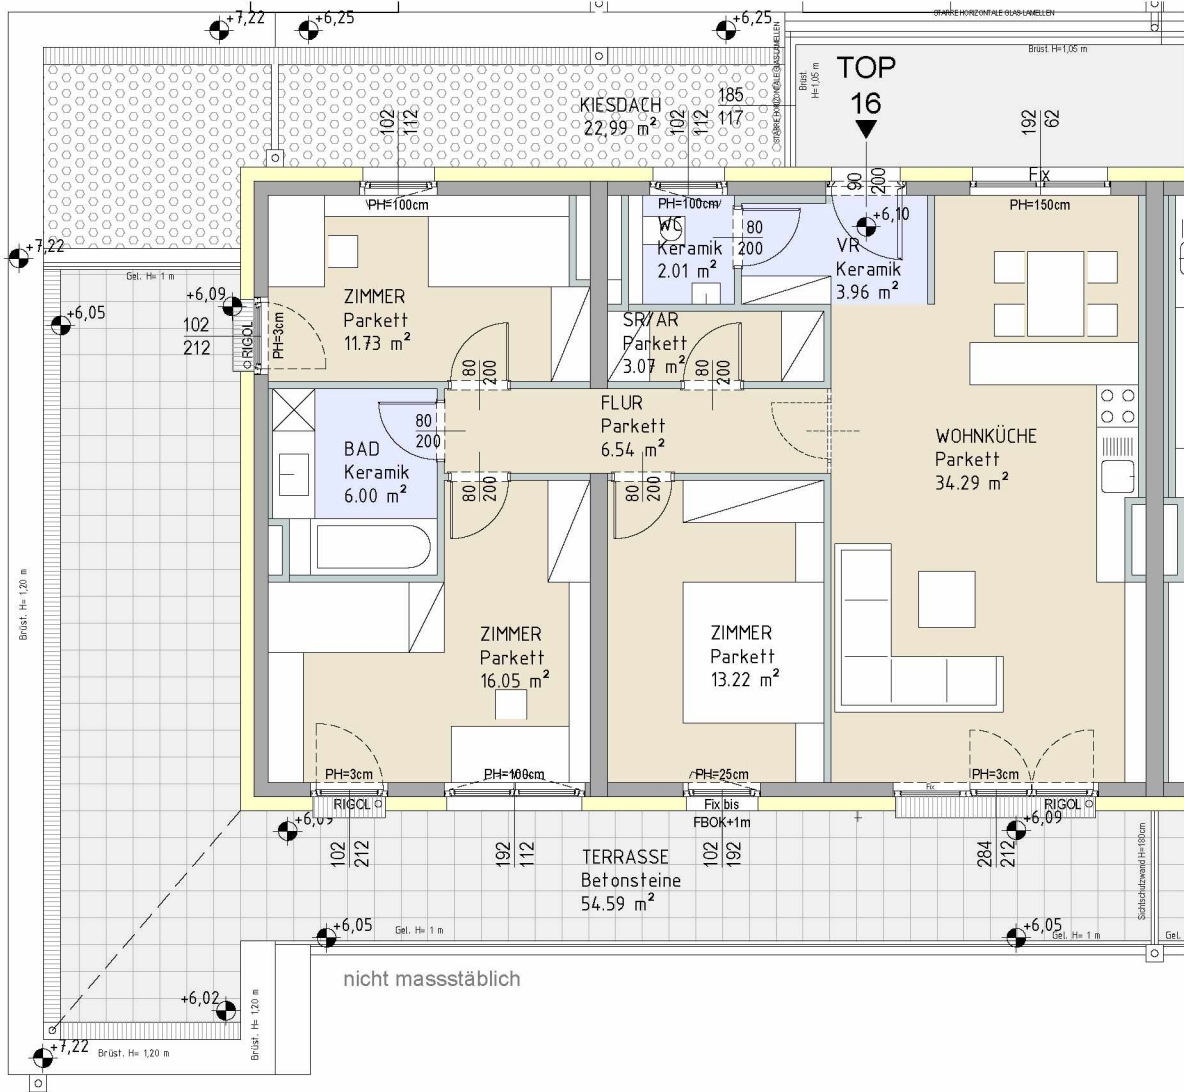 +7,22
+6,25
+6,25
STARRE HORIZONTALE GLAS-LAMELLEN
Brüst. H=1,05 m
STARRE HORIZONTALE GLAS-LAMELLEN
Brüst.
H=1,05 m
TOP
16
KIESDACH
22,99 m²
102
112
102
112
185
117
192
62
90
200
Fix
PH=100cm
PH=100cm
PH=150cm
+6,10
+7,22
Gel. H= 1 m
+6,09
+6,05
102
212
RIGOL
PH=3cm
ZIMMER
Parkett
11.73 m²
WC
Keramik
2.01 m²
80
200
VR
Keramik
3.96 m²
SR/AR
Parkett
3.07 m²
80
200
80
200
FLUR
Parkett
6.54 m²
80
200
BAD
Keramik
6.00 m²
80
200
80
200
WOHNKÜCHE
Parkett
34.29 m²
Brüst. H= 1,20 m
ZIMMER
Parkett
16.05 m²
ZIMMER
Parkett
13.22 m²
PH=3cm
PH=100cm
PH=25cm
PH=3cm
Fix
RIGOL
Fix bis
FBOK+1m
RIGOL
+6,09
+6,09
102
212
192
112
102
192
284
212
TERRASSE
Betonsteine
54.59 m²
Sichtschutzwand H=180cm
+6,05
Gel. H= 1 m
+6,05
Gel. H= 1 m
Gel.
nicht massstäblich
+6,02
Brüst. H= 1,20 m
+7,22
Brüst. H= 1,20 m